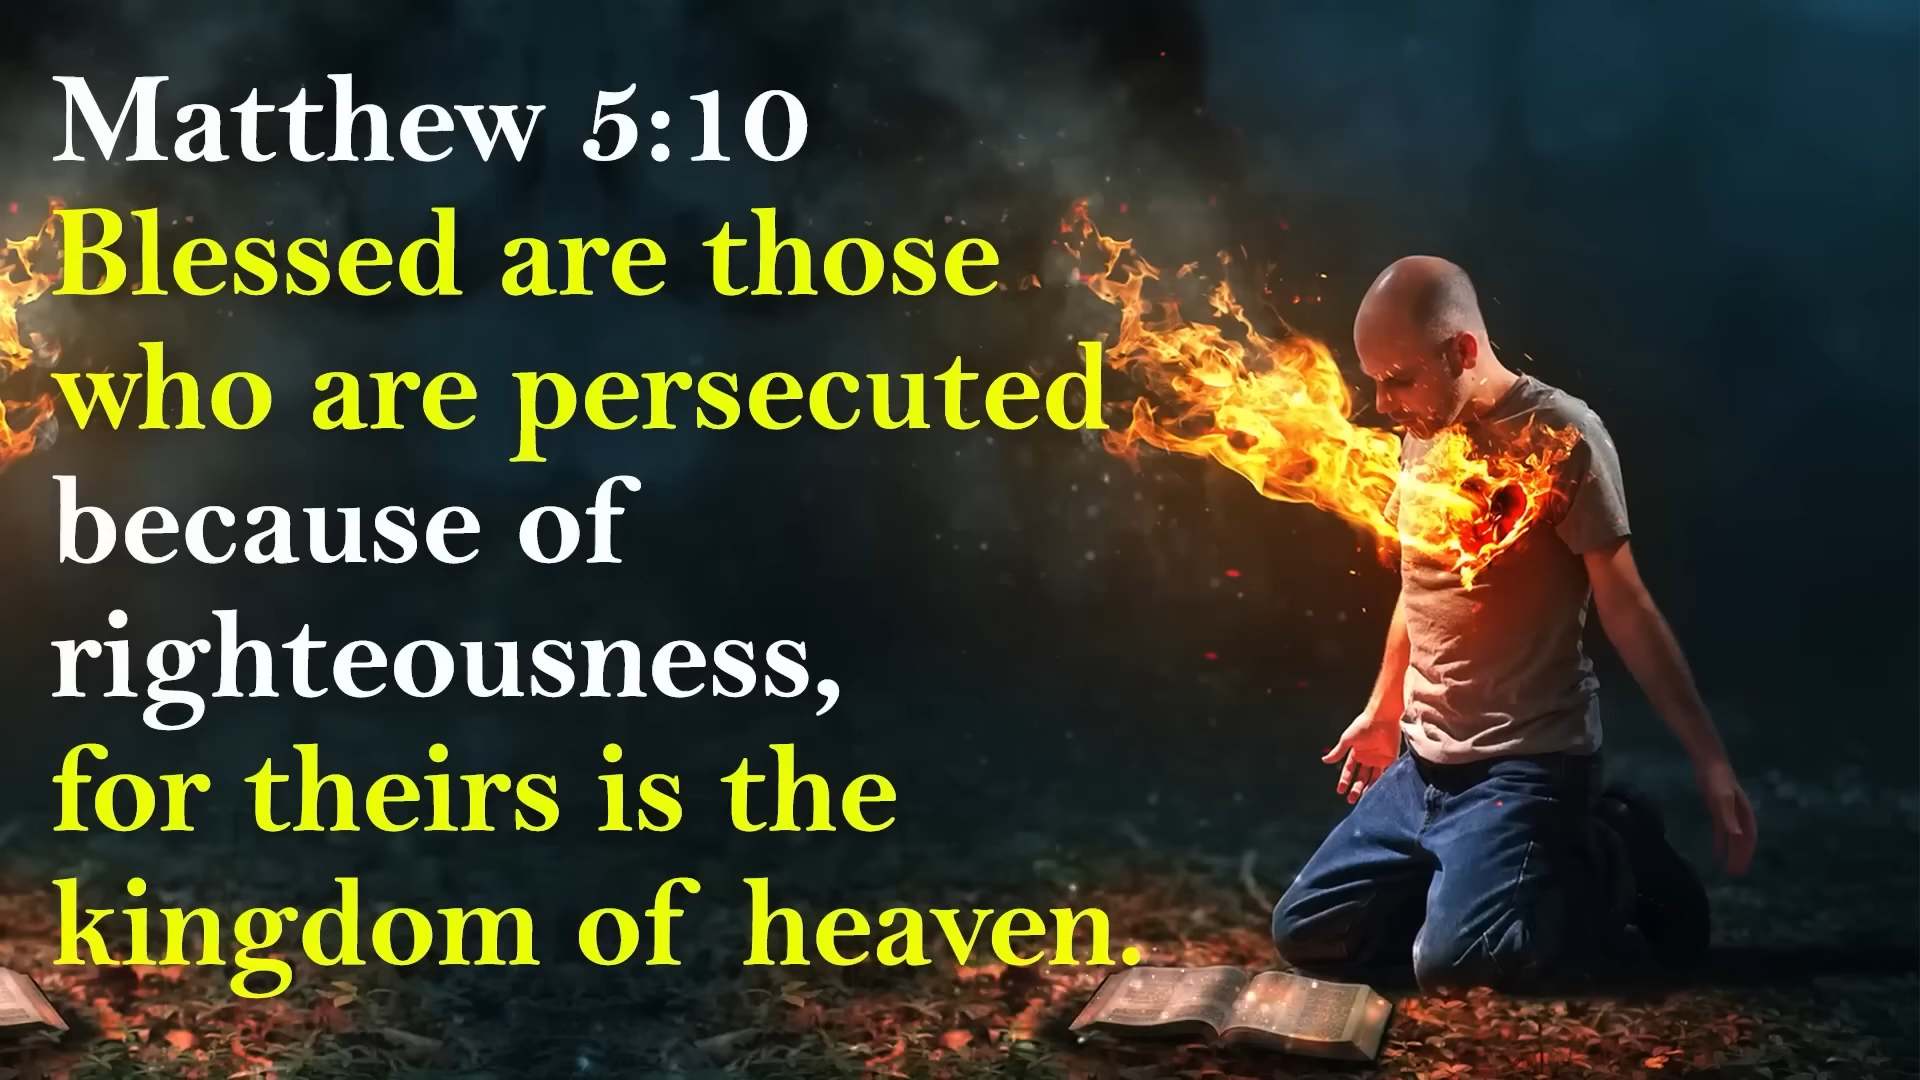 Matthew 5:10
Blessed are those
who are persecuted
because of
righteousness,
for theirs is the
kingdom of heaven.